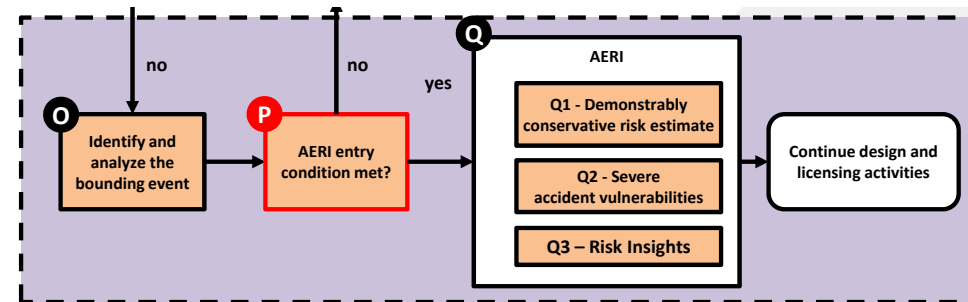 no
no
yes
O
Identify and
analyze the
bounding event
P
AERI entry
condition met?
Q
AERI
Q1 - Demonstrably
conservative risk estimate
Q2 - Severe
accident vulnerabilities
Q3 – Risk Insights
Continue design and
licensing activities